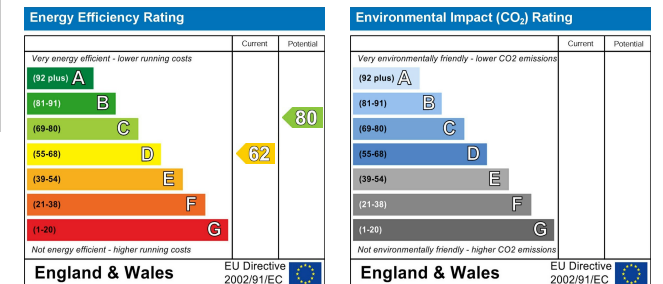 Energy Efficiency Rating
Current Potential
Very energy efficient - lower running costs
(92 plus) A
(81-91) B
(69-80) C
(55-68) D
(39-54) E
(21-38) F
(1-20) G
62
80
Not energy efficient - higher running costs
England & Wales
EU Directive
2002/91/EC
Environmental Impact (CO₂) Rating
Current Potential
Very environmentally friendly - lower CO2 emissions
(92 plus) A
(81-91) B
(69-80) C
(55-68) D
(39-54) E
(21-38) F
(1-20) G
Not environmentally friendly - higher CO2 emissions
England & Wales
EU Directive
2002/91/EC